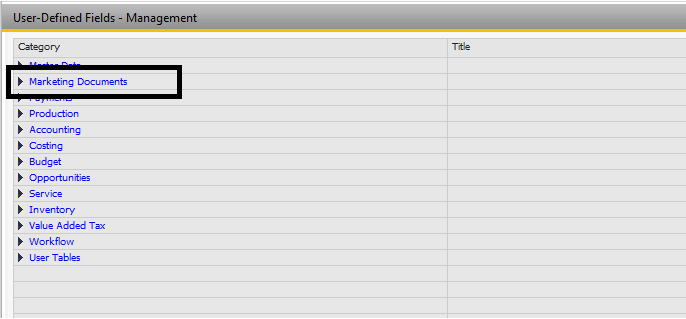 User-Defined Fields - Management
Category Title
Master Data
Marketing Documents
Payments
Production
Accounting
Costing
Budget
Opportunities
Service
Inventory
Value Added Tax
Workflow
User Tables